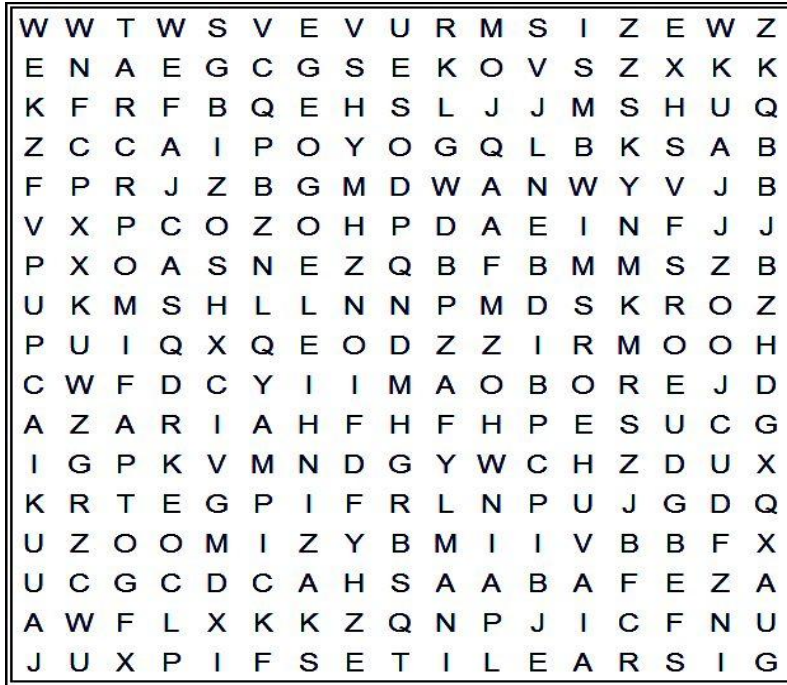 W W T W S V E V U R M S I Z E W Z
E N A E G C G S E K O V S Z X K K
K F R F B Q E H S L J J M S H U Q
Z C C A I P O Y O G Q L B K S A B
F P R J Z B G M D W A N W Y V J B
V X P C O Z O H P D A E I N F J J
P X O A S N E Z Q B F B M M S Z B
U K M S H L L N N P M D S K R O Z
P U I Q X Q E O D Z Z I R M O O H
C W F D C Y I I M A O B O R E J D
A Z A R I A H F H F H P E S U C G
I G P K V M N D G Y W C H Z D U X
K R T E G P I F R L N P U J G D Q
U Z O O M I Z Y B M I I V B B F X
U C G C D C A H S A A B A F E Z A
A W F L X K K Z Q N P J I C F N U
J U X P I F S E T I L E A R S I G